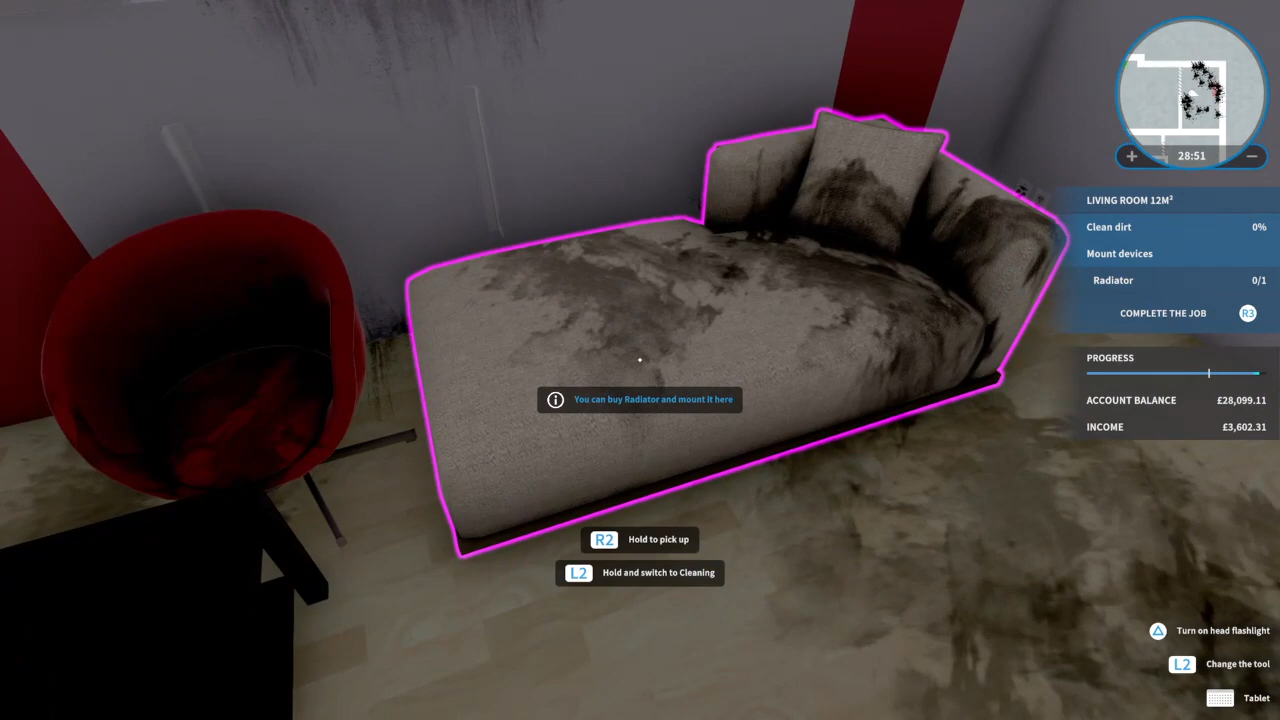 28:51
LIVING ROOM 12M²
Clean dirt 0%
Mount devices
Radiator 0/1
COMPLETE THE JOB R3
PROGRESS
ACCOUNT BALANCE £28,099.11
INCOME £3,602.31
You can buy Radiator and mount it here
R2 Hold to pick up
L2 Hold and switch to Cleaning
Turn on head flashlight
L2 Change the tool
Tablet